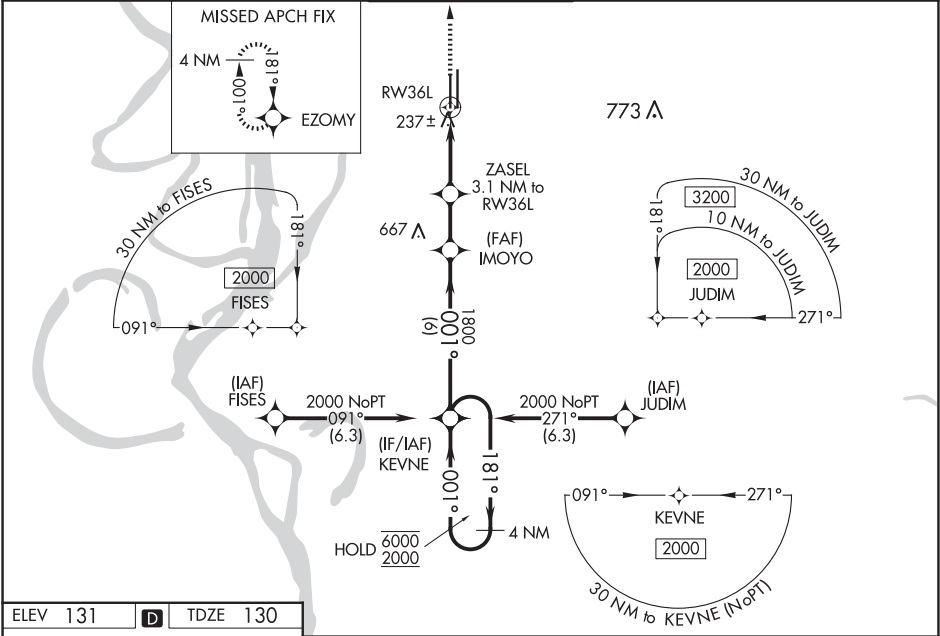 MISSED APCH FIX
4 NM
181°
001°
EZOMY
RW36L
237±
773
ZASEL
3.1 NM to
RW36L
667
(FAF)
IMOYO
30 NM to FISES
181°
2000
FISES
091°
30 NM to JUDIM
3200
181°
10 NM to JUDIM
2000
JUDIM
271°
1800
001°
(6)
(IAF)
FISES
2000 NoPT
091°
(6.3)
(IF/IAF)
KEVNE
2000 NoPT
271°
(6.3)
(IAF)
JUDIM
001°
181°
HOLD 6000
2000
4 NM
091°
271°
KEVNE
2000
30 NM to KEVNE (NoPT)
ELEV 131 D TDZE 130